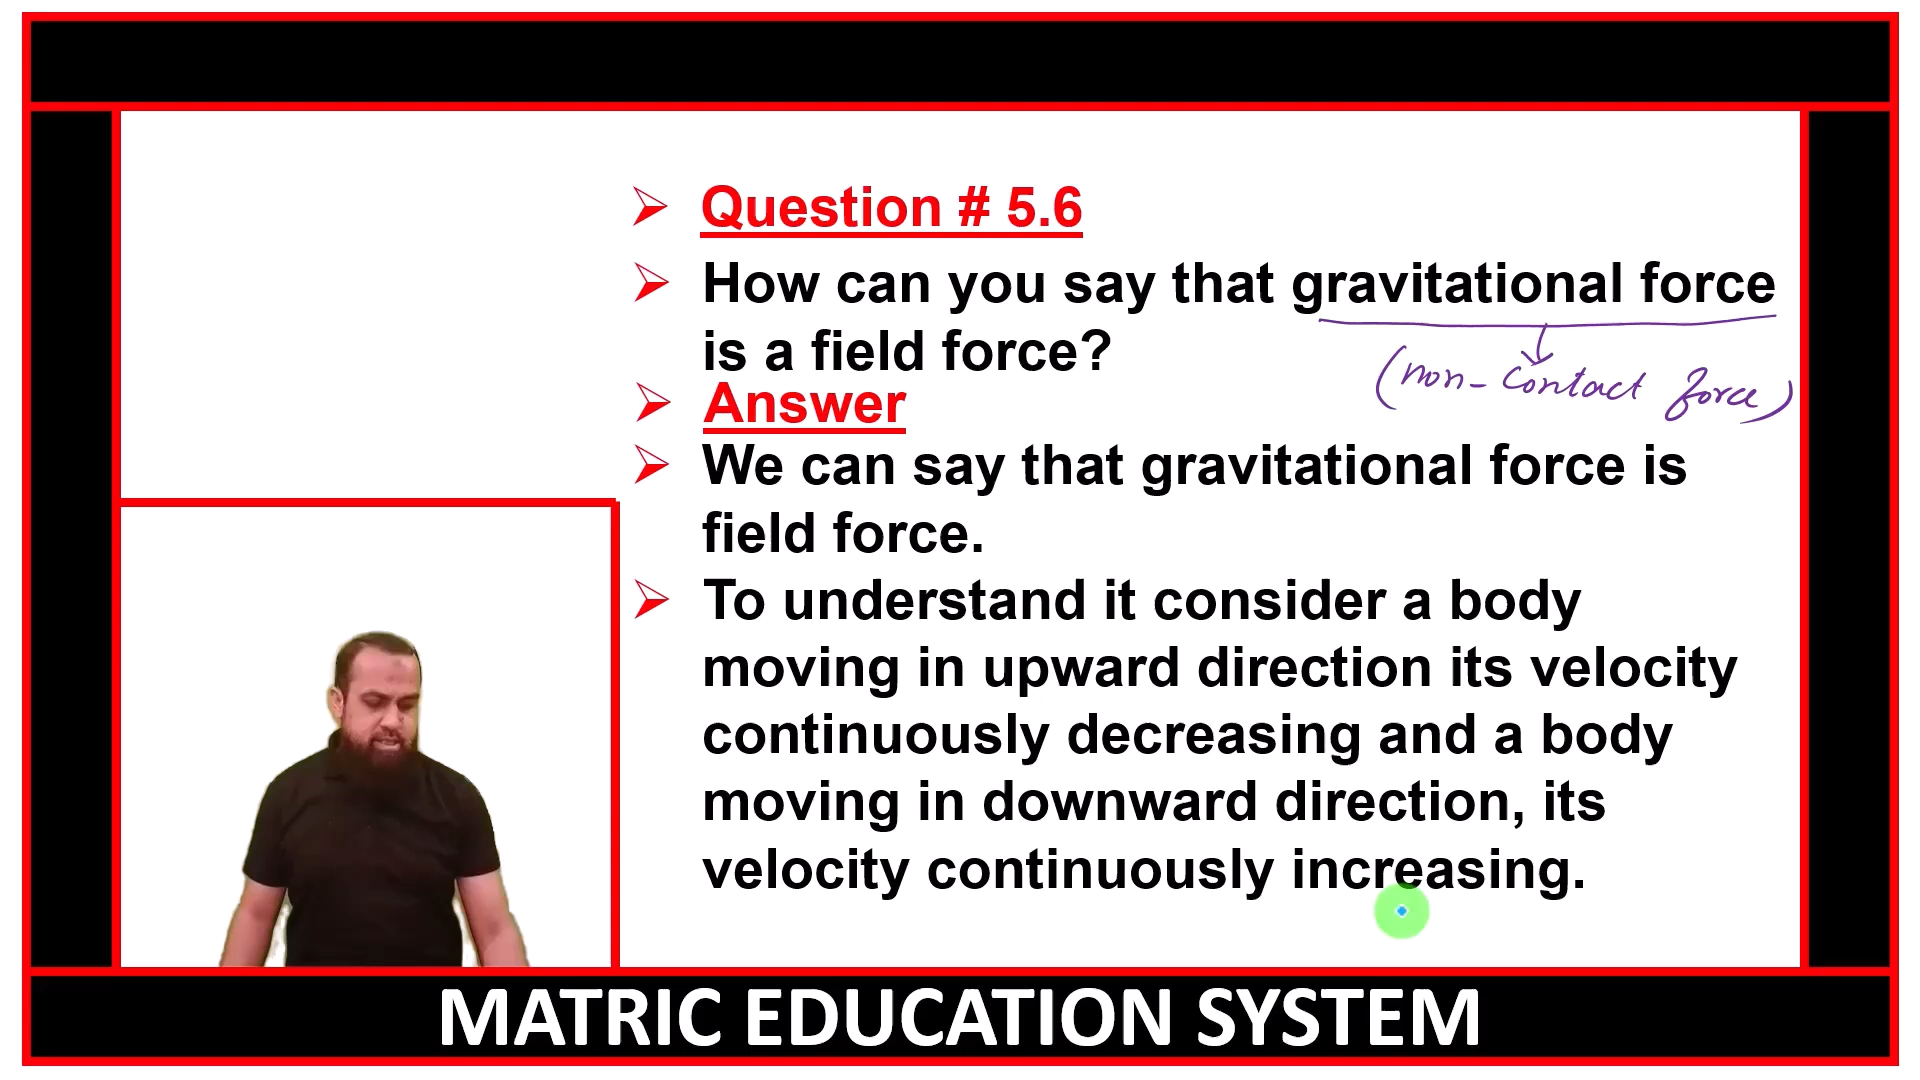 Question # 5.6
How can you say that gravitational force
is a field force?
(non-contact force)
Answer
We can say that gravitational force is
field force.
To understand it consider a body
moving in upward direction its velocity
continuously decreasing and a body
moving in downward direction, its
velocity continuously increasing.
MATRIC EDUCATION SYSTEM